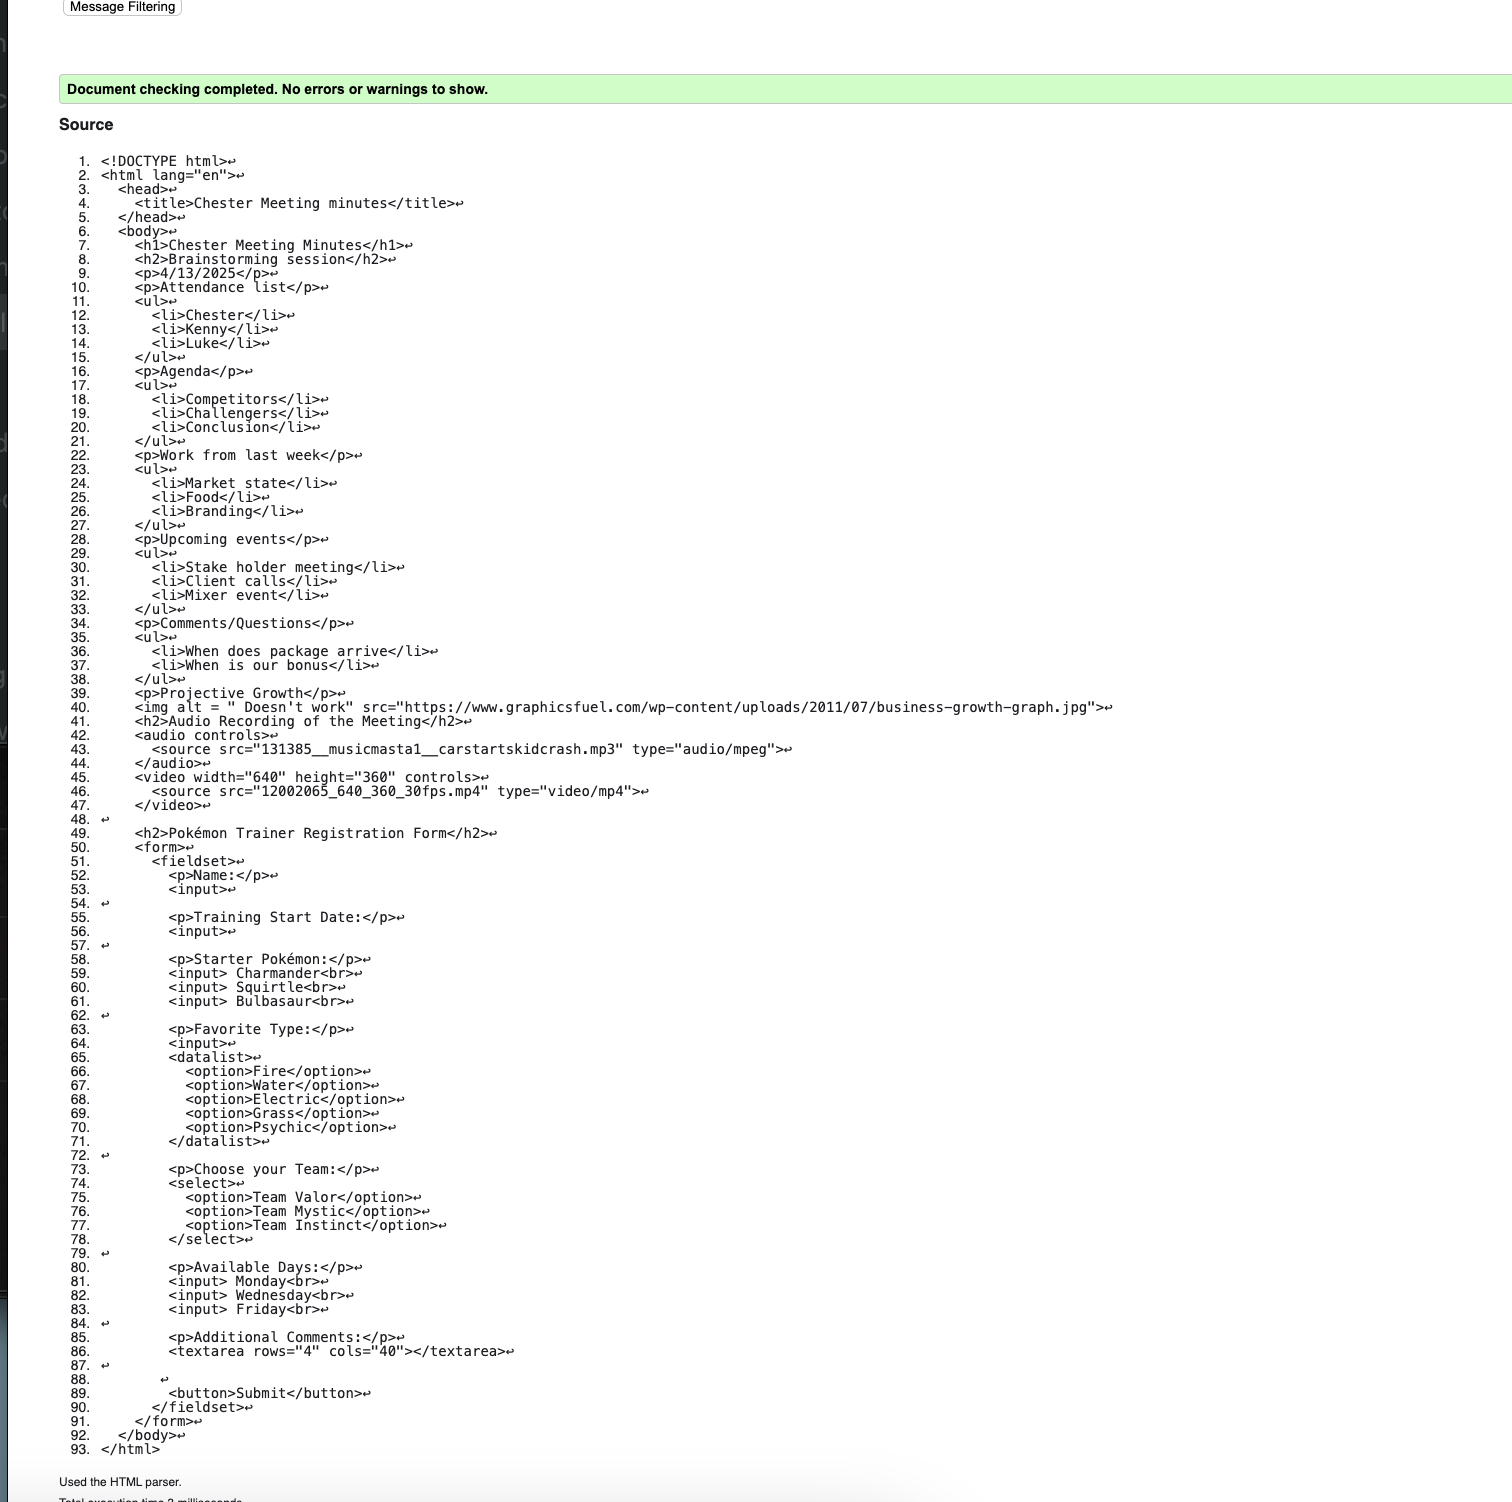 Message Filtering
Document checking completed. No errors or warnings to show.
Source
1. <!DOCTYPE html>↩
2. <html lang="en">↩
3.   <head>↩
4.     <title>Chester Meeting minutes</title>↩
5.   </head>↩
6.   <body>↩
7.     <h1>Chester Meeting Minutes</h1>↩
8.     <h2>Brainstorming session</h2>↩
9.     <p>4/13/2025</p>↩
10.     <p>Attendance list</p>↩
11.     <ul>↩
12.       <li>Chester</li>↩
13.       <li>Kenny</li>↩
14.       <li>Luke</li>↩
15.     </ul>↩
16.     <p>Agenda</p>↩
17.     <ul>↩
18.       <li>Competitors</li>↩
19.       <li>Challengers</li>↩
20.       <li>Conclusion</li>↩
21.     </ul>↩
22.     <p>Work from last week</p>↩
23.     <ul>↩
24.       <li>Market state</li>↩
25.       <li>Food</li>↩
26.       <li>Branding</li>↩
27.     </ul>↩
28.     <p>Upcoming events</p>↩
29.     <ul>↩
30.       <li>Stake holder meeting</li>↩
31.       <li>Client calls</li>↩
32.       <li>Mixer event</li>↩
33.     </ul>↩
34.     <p>Comments/Questions</p>↩
35.     <ul>↩
36.       <li>When does package arrive</li>↩
37.       <li>When is our bonus</li>↩
38.     </ul>↩
39.     <p>Projective Growth</p>↩
40.     <img alt = " Doesn't work" src="https://www.graphicsfuel.com/wp-content/uploads/2011/07/business-growth-graph.jpg">↩
41.     <h2>Audio Recording of the Meeting</h2>↩
42.     <audio controls>↩
43.       <source src="131385__musicmasta1__carstartskidcrash.mp3" type="audio/mpeg">↩
44.     </audio>↩
45.     <video width="640" height="360" controls>↩
46.       <source src="12002065_640_360_30fps.mp4" type="video/mp4">↩
47.     </video>↩
48. ↩
49.     <h2>Pokémon Trainer Registration Form</h2>↩
50.     <form>↩
51.       <fieldset>↩
52.         <p>Name:</p>↩
53.         <input>↩
54. ↩
55.         <p>Training Start Date:</p>↩
56.         <input>↩
57. ↩
58.         <p>Starter Pokémon:</p>↩
59.         <input> Charmander<br>↩
60.         <input> Squirtle<br>↩
61.         <input> Bulbasaur<br>↩
62. ↩
63.         <p>Favorite Type:</p>↩
64.         <input>↩
65.         <datalist>↩
66.           <option>Fire</option>↩
67.           <option>Water</option>↩
68.           <option>Electric</option>↩
69.           <option>Grass</option>↩
70.           <option>Psychic</option>↩
71.         </datalist>↩
72. ↩
73.         <p>Choose your Team:</p>↩
74.         <select>↩
75.           <option>Team Valor</option>↩
76.           <option>Team Mystic</option>↩
77.           <option>Team Instinct</option>↩
78.         </select>↩
79. ↩
80.         <p>Available Days:</p>↩
81.         <input> Monday<br>↩
82.         <input> Wednesday<br>↩
83.         <input> Friday<br>↩
84. ↩
85.         <p>Additional Comments:</p>↩
86.         <textarea rows="4" cols="40"></textarea>↩
87. ↩
88.        ↩
89.         <button>Submit</button>↩
90.       </fieldset>↩
91.     </form>↩
92.   </body>↩
93. </html>
Used the HTML parser.
Total execution time 3 milliseconds